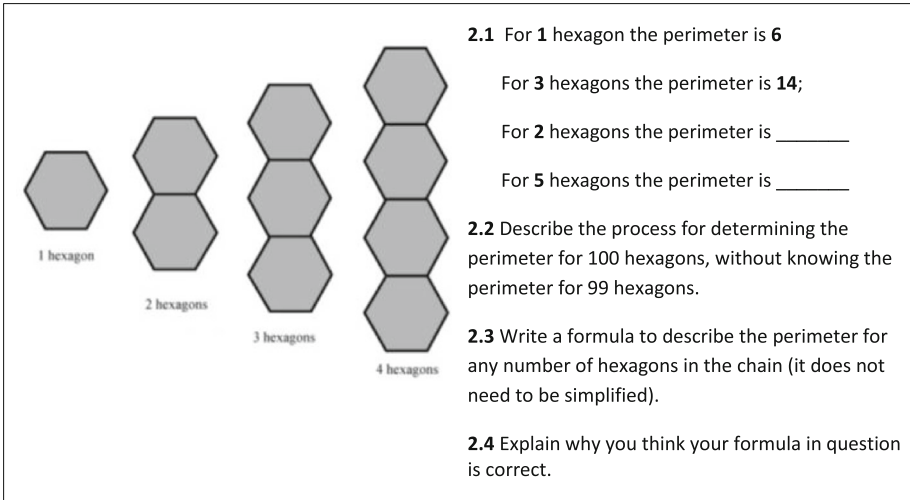 2.1 For 1 hexagon the perimeter is 6
For 3 hexagons the perimeter is 14;
For 2 hexagons the perimeter is _______
For 5 hexagons the perimeter is _______
2.2 Describe the process for determining the
perimeter for 100 hexagons, without knowing the
perimeter for 99 hexagons.
2.3 Write a formula to describe the perimeter for
any number of hexagons in the chain (it does not
need to be simplified).
2.4 Explain why you think your formula in question
is correct.
1 hexagon
2 hexagons
3 hexagons
4 hexagons